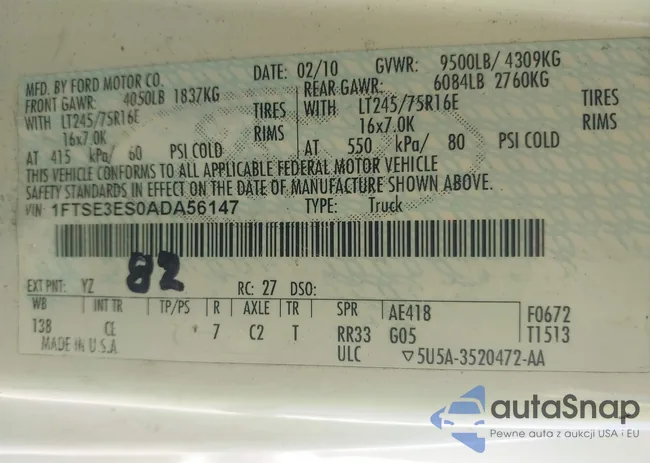 MFD. BY FORD MOTOR CO.
DATE: 02/10 GVWR: 9500LB/ 4309KG
FRONT GAWR: 4050LB 1837KG
REAR GAWR: 6084LB 2760KG
WITH LT245/75R16E TIRES
WITH LT245/75R16E TIRES
16x7.0K RIMS
16x7.0K RIMS
AT 415 kPa/ 60 PSI COLD
AT 550 kPa/ 80 PSI COLD
THIS VEHICLE CONFORMS TO ALL APPLICABLE FEDERAL MOTOR VEHICLE
SAFETY STANDARDS IN EFFECT ON THE DATE OF MANUFACTURE SHOWN ABOVE.
VIN 1FTSE3ES0ADA56147 TYPE: Truck
82
EXT PNT: YZ RC: 27 DSO:
WB INT TR TP/PS R AXLE TR SPR AE418 F0672
138 CE * 7 C2 T RR33 G05 T1513
MADE IN U.S.A. ULC ▽5U5A-3520472-AA
autoSnap
Pewne auta z aukcji USA i EU